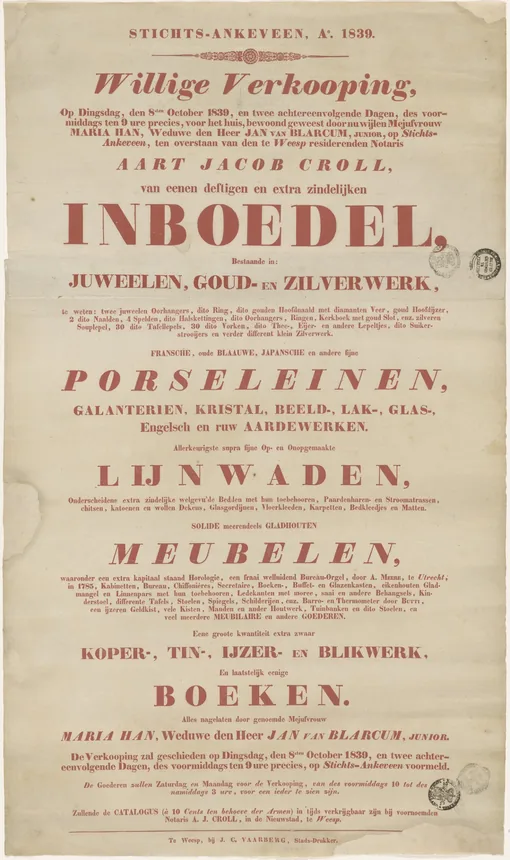 STICHTS-ANKEVEEN, Aº. 1839.
Willige Verkooping,
Op Dingsdag, den 8sten October 1839, en twee achtereenvolgende Dagen, des voor-
middags ten 9 ure precies, voor het huis, bewoond geweest door nu wijlen Mejufvrouw
MARIA HAN, Weduwe den Heer JAN VAN BLARCUM, JUNIOR, op Stichts-
Ankeveen, ten overstaan van den te Weesp residerenden Notaris
AART JACOB CROLL,
van eenen deftigen en extra zindelijken
INBOEDEL,
Bestaande in:
JUWEELEN, GOUD- EN ZILVERWERK,
te weten: twee juweelen Oorhangers, dito Ring, dito gouden Hoofdnaald met diamanten Veer, goud Hoofdijzer,
2 dito Naalden, 4 Spelden, dito Halskettingen, dito Oorhangers, Ringen, Kerkboek met goud Slot, enz. zilveren
Souplepel, 30 dito Tafellepels, 30 dito Vorken, dito Thee-, Eijer- en andere Lepeltjes, dito Suiker-
strooijers en verder different klein Zilverwerk.
FRANSCHE, oude BLAAUWE, JAPANSCHE en andere fijne
PORSELEINEN,
GALANTERIEN, KRISTAL, BEELD-, LAK-, GLAS-,
Engelsch en ruw AARDEWERKEN.
Allerkeurigste supra fijne Op- en Onopgemaakte
LIJNWADEN,
Onderscheidene extra zindelijke welgevulde Bedden met hun toebehooren, Paardenharen- en Stroomatrassen,
chitsen, katoenen en wollen Dekens, Glasgordijnen, Vloerkleeden, Karpetten, Bedkleedjes en Matten.
SOLIDE meerendeels GLADHOUTEN
MEUBELEN,
waaronder een extra kapitaal staand Horologie, een fraai welluidend Bureau-Orgel, door A. MEERE, te Utrecht,
in 1785, Kabinetten, Bureau, Chiffonières, Secretaire, Boeken-, Buffet- en Glazenkasten, eikenhouten Glad-
mangel en Linnenpers met hun toebehooren, Ledekanten met moree, saai en andere Behangsels, Kin-
derstoel, differente Tafels, Stoelen, Spiegels, Schilderijen, enz. Barro- en Thermometer door BUTTI,
een ijzeren Geldkist, vele Kisten, Manden en ander Houtwerk, Tuinbanken en dito Stoelen, en
veel meerdere MEUBILAIRE en andere GOEDEREN.
Eene groote kwantiteit extra zwaar
KOPER-, TIN-, IJZER- EN BLIKWERK,
En laatstelijk eenige
BOEKEN.
Alles nagelaten door genoemde Mejufvrouw
MARIA HAN, Weduwe den Heer JAN VAN BLARCUM, JUNIOR.
De Verkooping zal geschieden op Dingsdag, den 8sten October 1839, en twee achter-
eenvolgende Dagen, des voormiddags ten 9 ure precies, op Stichts-Ankeveen voormeld.
De Goederen zullen Zaturdag en Maandag voor de Verkooping, van des voormiddags 10 tot des
namiddags 3 ure, voor een ieder te zien zijn.
Zullende de CATALOGUS (à 10 Cents ten behoeve der Armen) in tijds verkrijgbaar zijn bij voornoemden
Notaris A. J. CROLL, in de Nieuwstad, te Weesp.
Te Weesp, bij J. C. VAARBERG, Stads-Drukker.